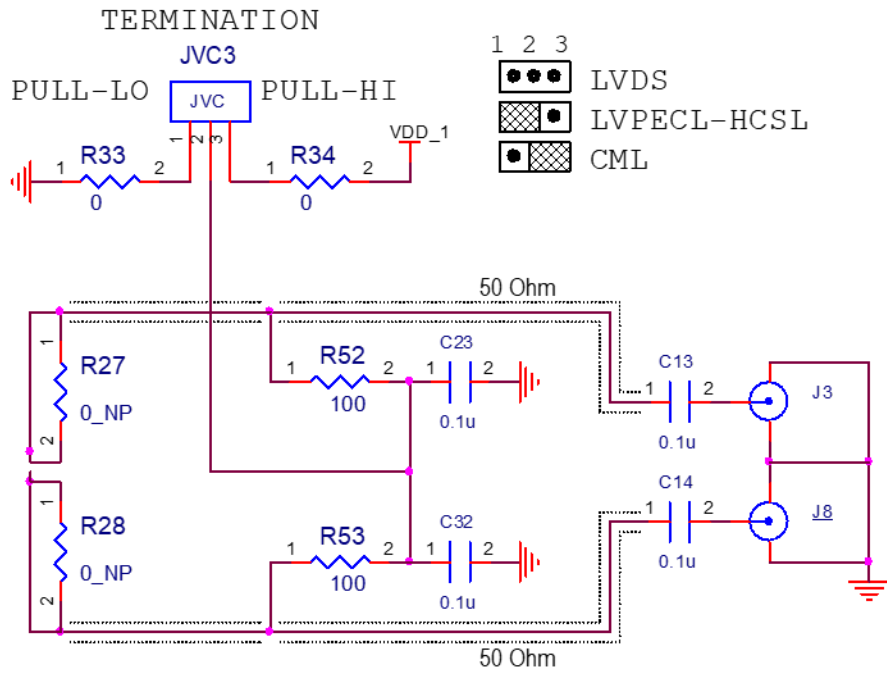 TERMINATION
JVC3
1 2 3
PULL-LO
JVC
PULL-HI
LVDS
LVPECL-HCSL
CML
1
2
3
VDD_1
1 R33 2
0
1 R34 2
0
50 Ohm
1
R27
0_NP
2
1 R52 2
100
C23
1 2
0.1u
C13
1 2
0.1u
J3
1
R28
0_NP
2
1 R53 2
100
C32
1 2
0.1u
C14
1 2
0.1u
J8
50 Ohm